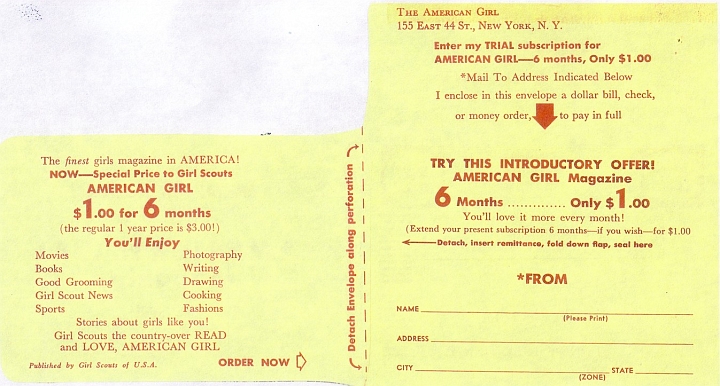 The finest girls magazine in AMERICA!
NOW—Special Price to Girl Scouts
AMERICAN GIRL
$1.00 for 6 months
(the regular 1 year price is $3.00!)
You'll Enjoy
Movies
Books
Good Grooming
Girl Scout News
Sports
Photography
Writing
Drawing
Cooking
Fashions
Stories about girls like you!
Girl Scouts the country-over READ
and LOVE, AMERICAN GIRL
Published by Girl Scouts of U.S.A.
ORDER NOW
Detach Envelope along perforation
THE AMERICAN GIRL
155 EAST 44 ST., NEW YORK, N. Y.
Enter my TRIAL subscription for
AMERICAN GIRL—6 months, Only $1.00
*Mail To Address Indicated Below
I enclose in this envelope a dollar bill, check,
or money order, to pay in full
TRY THIS INTRODUCTORY OFFER!
AMERICAN GIRL Magazine
6 Months .............. Only $1.00
You'll love it more every month!
(Extend your present subscription 6 months—if you wish—for $1.00
Detach, insert remittance, fold down flap, seal here
*FROM
NAME
(Please Print)
ADDRESS
CITY STATE
(ZONE)